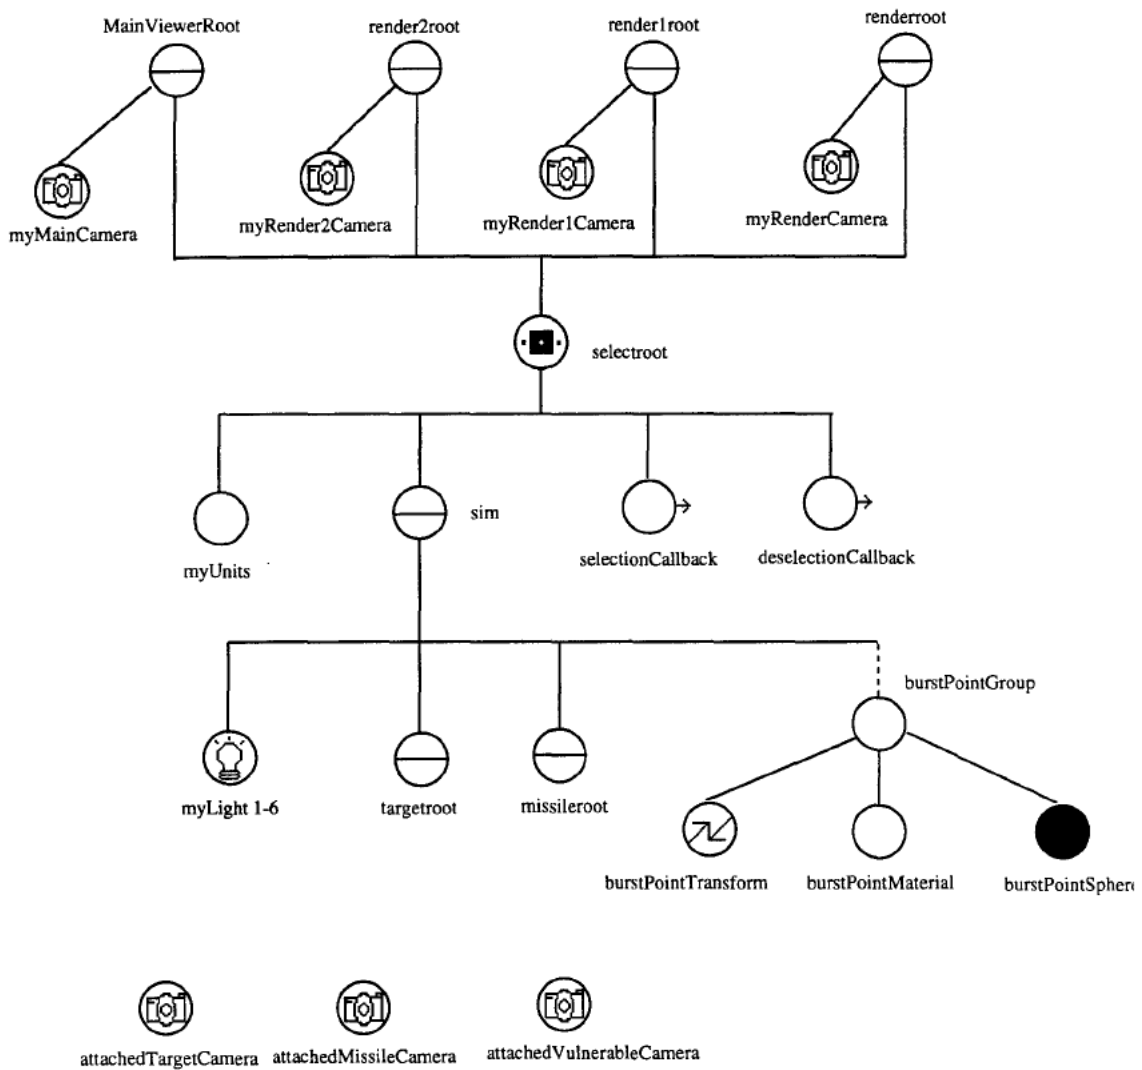 MainViewerRoot
render2root
render1root
renderroot
myMainCamera
myRender2Camera
myRender1Camera
myRenderCamera
selectroot
myUnits
sim
selectionCallback
deselectionCallback
burstPointGroup
myLight 1-6
targetroot
missileroot
burstPointTransform
burstPointMaterial
burstPointSphere
attachedTargetCamera
attachedMissileCamera
attachedVulnerableCamera